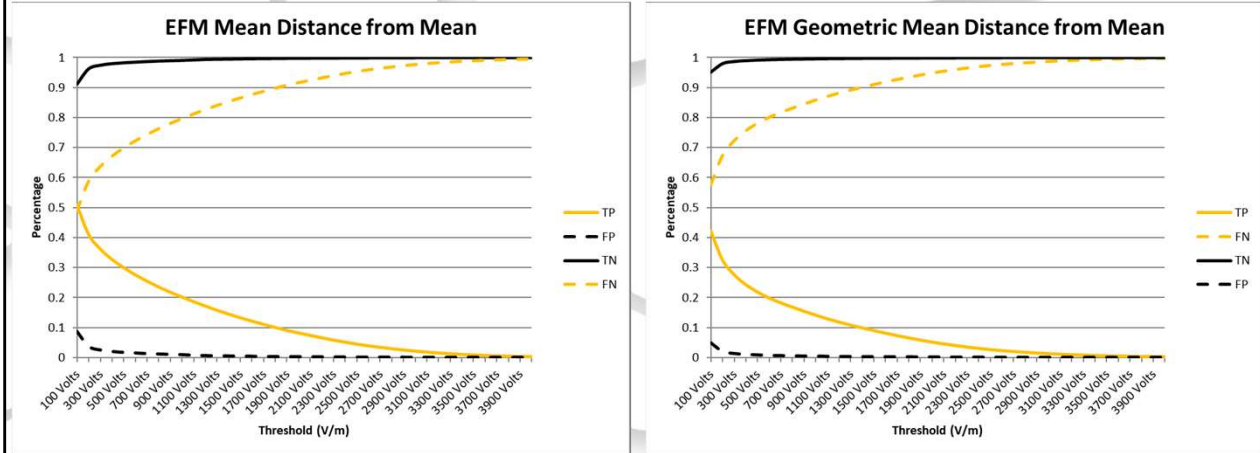 EFM Mean Distance from Mean
Percentage
1
0.9
0.8
0.7
0.6
0.5
0.4
0.3
0.2
0.1
0
100 Volts
300 Volts
500 Volts
700 Volts
900 Volts
1100 Volts
1300 Volts
1500 Volts
1700 Volts
1900 Volts
2100 Volts
2300 Volts
2500 Volts
2700 Volts
2900 Volts
3100 Volts
3300 Volts
3500 Volts
3700 Volts
3900 Volts
Threshold (V/m)
TP
FP
TN
FN
EFM Geometric Mean Distance from Mean
Percentage
1
0.9
0.8
0.7
0.6
0.5
0.4
0.3
0.2
0.1
0
100 Volts
300 Volts
500 Volts
700 Volts
900 Volts
1100 Volts
1300 Volts
1500 Volts
1700 Volts
1900 Volts
2100 Volts
2300 Volts
2500 Volts
2700 Volts
2900 Volts
3100 Volts
3300 Volts
3500 Volts
3700 Volts
3900 Volts
Threshold (V/m)
TP
FN
TN
FP